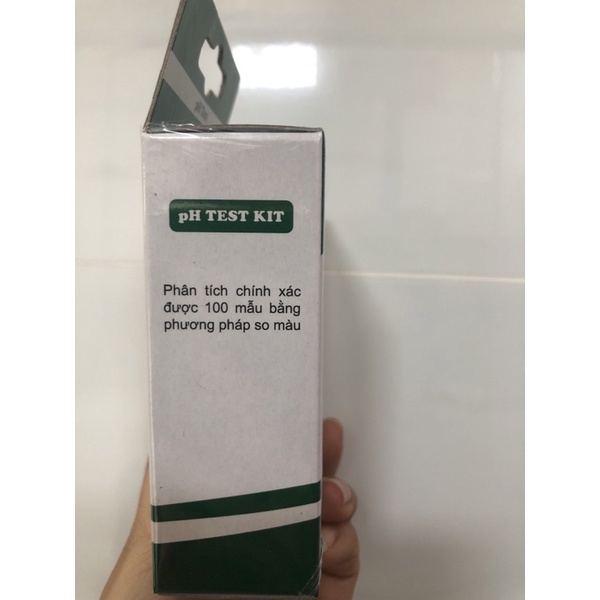 pH TEST KIT
Phân tích chính xác
được 100 mẫu bằng
phương pháp so màu